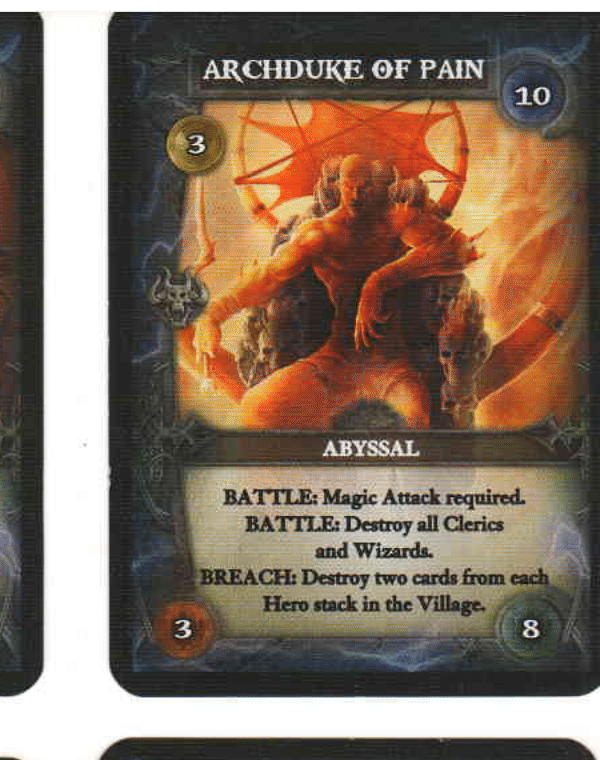 ARCHDUKE OF PAIN
10
3
ABYSSAL
BATTLE: Magic Attack required.
BATTLE: Destroy all Clerics
and Wizards.
BREACH: Destroy two cards from each
Hero stack in the Village.
3
8